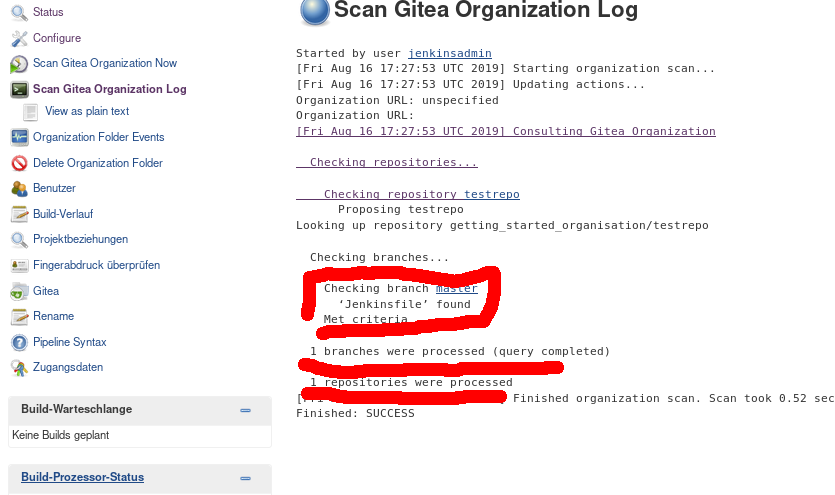 Status
Configure
Scan Gitea Organization Now
Scan Gitea Organization Log
View as plain text
Organization Folder Events
Delete Organization Folder
Benutzer
Build-Verlauf
Projektbeziehungen
Fingerabdruck überprüfen
Gitea
Rename
Pipeline Syntax
Zugangsdaten
Build-Warteschlange
Keine Builds geplant
Build-Prozessor-Status
Scan Gitea Organization Log
Started by user jenkinsadmin
[Fri Aug 16 17:27:53 UTC 2019] Starting organization scan...
[Fri Aug 16 17:27:53 UTC 2019] Updating actions...
Organization URL: unspecified
Organization URL:
[Fri Aug 16 17:27:53 UTC 2019] Consulting Gitea Organization
Checking repositories...
Checking repository testrepo
Proposing testrepo
Looking up repository getting_started_organisation/testrepo
Checking branches...
Checking branch master
‘Jenkinsfile’ found
Met criteria
1 branches were processed (query completed)
1 repositories were processed
Finished organization scan. Scan took 0.52 sec
Finished: SUCCESS